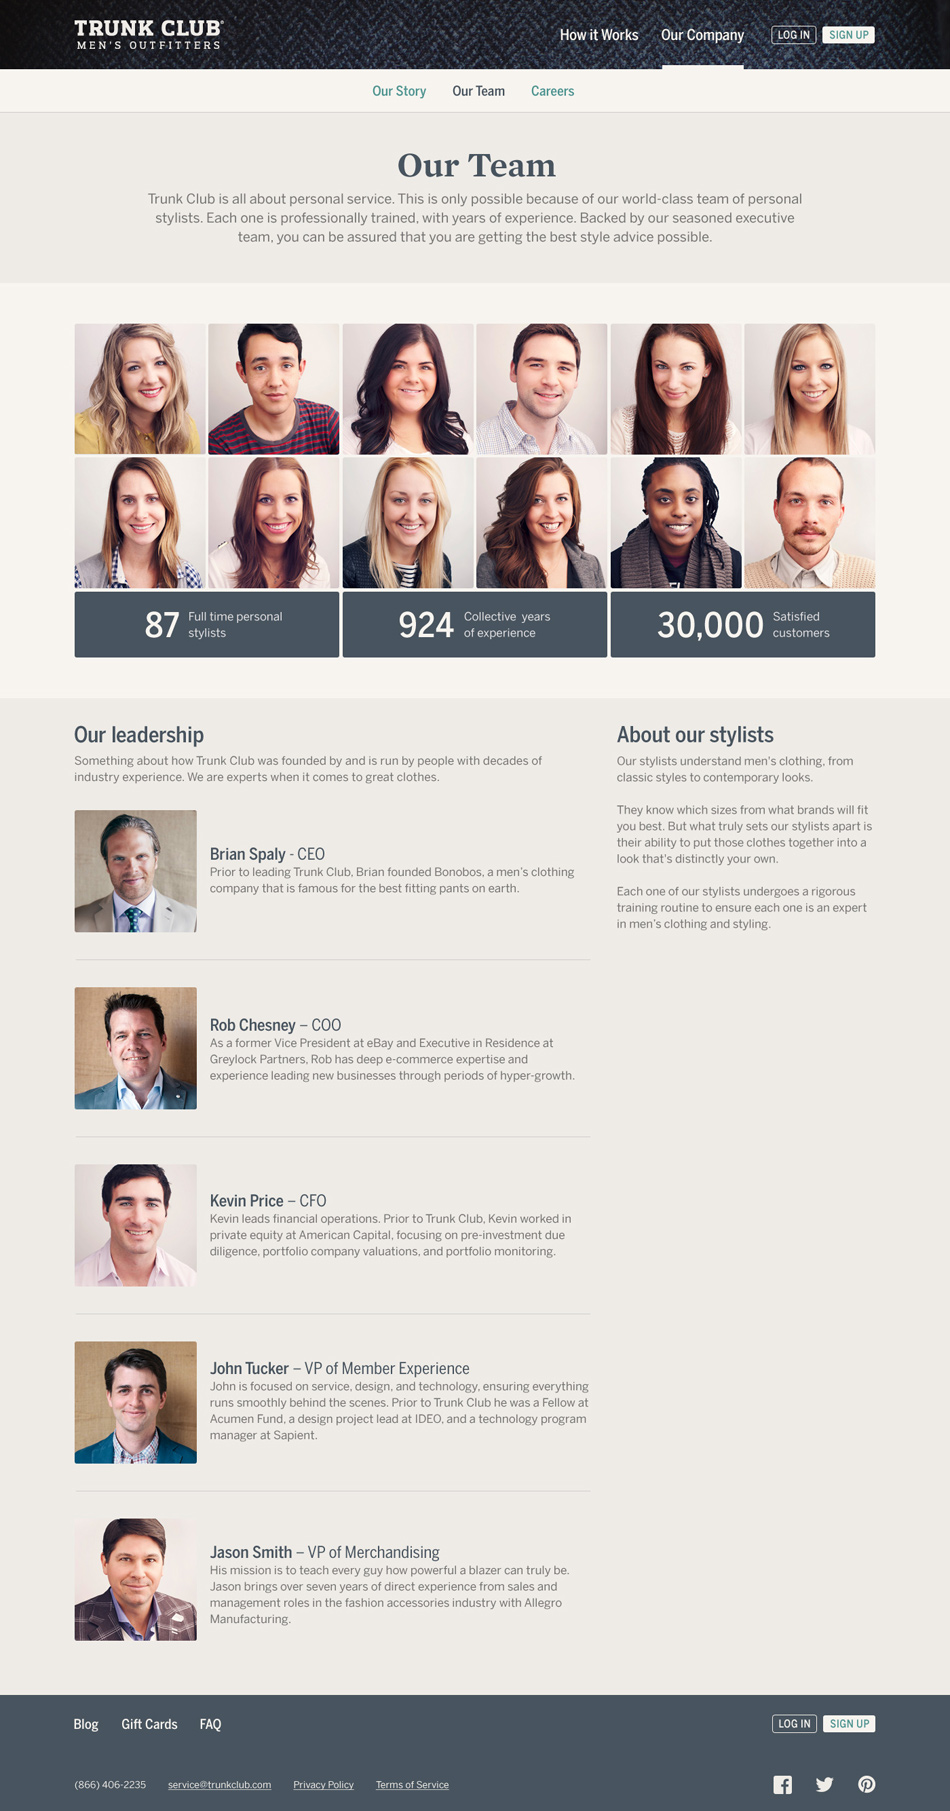 TRUNK CLUB
MEN'S OUTFITTERS
How it Works
Our Company
LOG IN
SIGN UP
Our Story
Our Team
Careers
Our Team
Trunk Club is all about personal service. This is only possible because of our world-class team of personal
stylists. Each one is professionally trained, with years of experience. Backed by our seasoned executive
team, you can be assured that you are getting the best style advice possible.
87
Full time personal
stylists
924
Collective years
of experience
30,000
Satisfied
customers
Our leadership
Something about how Trunk Club was founded by and is run by people with decades of
industry experience. We are experts when it comes to great clothes.
Brian Spaly - CEO
Prior to leading Trunk Club, Brian founded Bonobos, a men's clothing
company that is famous for the best fitting pants on earth.
Rob Chesney – COO
As a former Vice President at eBay and Executive in Residence at
Greylock Partners, Rob has deep e-commerce expertise and
experience leading new businesses through periods of hyper-growth.
Kevin Price – CFO
Kevin leads financial operations. Prior to Trunk Club, Kevin worked in
private equity at American Capital, focusing on pre-investment due
diligence, portfolio company valuations, and portfolio monitoring.
John Tucker – VP of Member Experience
John is focused on service, design, and technology, ensuring everything
runs smoothly behind the scenes. Prior to Trunk Club he was a Fellow at
Acumen Fund, a design project lead at IDEO, and a technology program
manager at Sapient.
Jason Smith – VP of Merchandising
His mission is to teach every guy how powerful a blazer can truly be.
Jason brings over seven years of direct experience from sales and
management roles in the fashion accessories industry with Allegro
Manufacturing.
About our stylists
Our stylists understand men's clothing, from
classic styles to contemporary looks.
They know which sizes from what brands will fit
you best. But what truly sets our stylists apart is
their ability to put those clothes together into a
look that's distinctly your own.
Each one of our stylists undergoes a rigorous
training routine to ensure each one is an expert
in men's clothing and styling.
Blog
Gift Cards
FAQ
LOG IN
SIGN UP
(866) 406-2235
service@trunkclub.com
Privacy Policy
Terms of Service